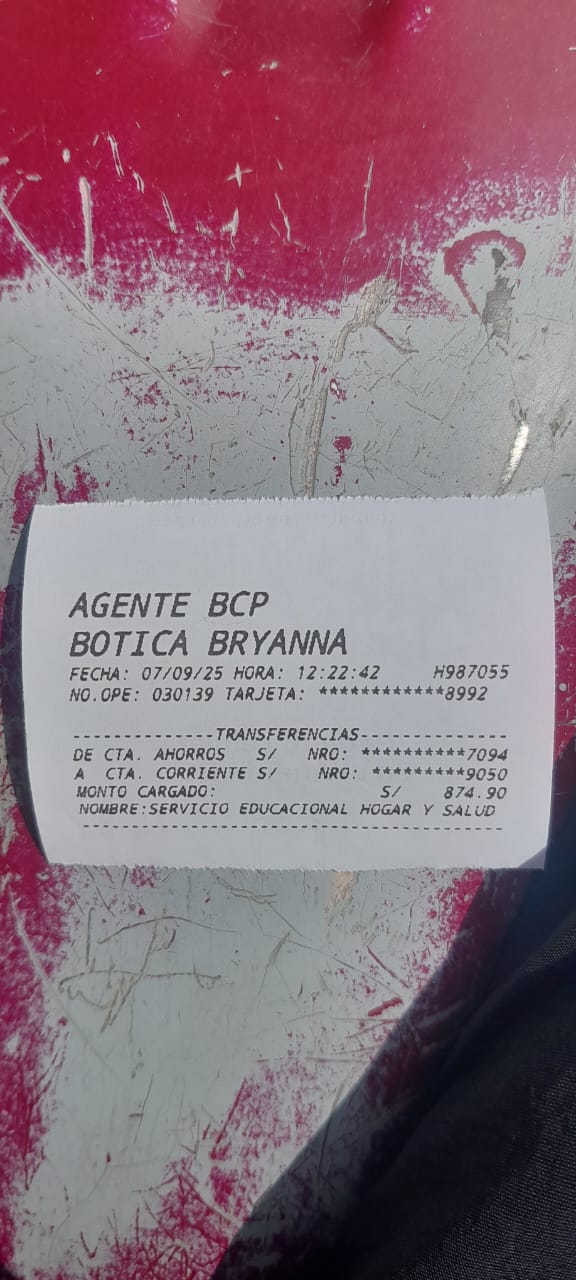 AGENTE BCP
BOTICA BRYANNA
FECHA: 07/09/25 HORA: 12:22:42 H987055
NO.OPE: 030139 TARJETA: ************8992
--------------TRANSFERENCIAS--------------
DE CTA. AHORROS S/ NRO: **********7094
A CTA. CORRIENTE S/ NRO: *********9050
MONTO CARGADO: S/ 874.90
NOMBRE:SERVICIO EDUCACIONAL HOGAR Y SALUD
------------------------------------------